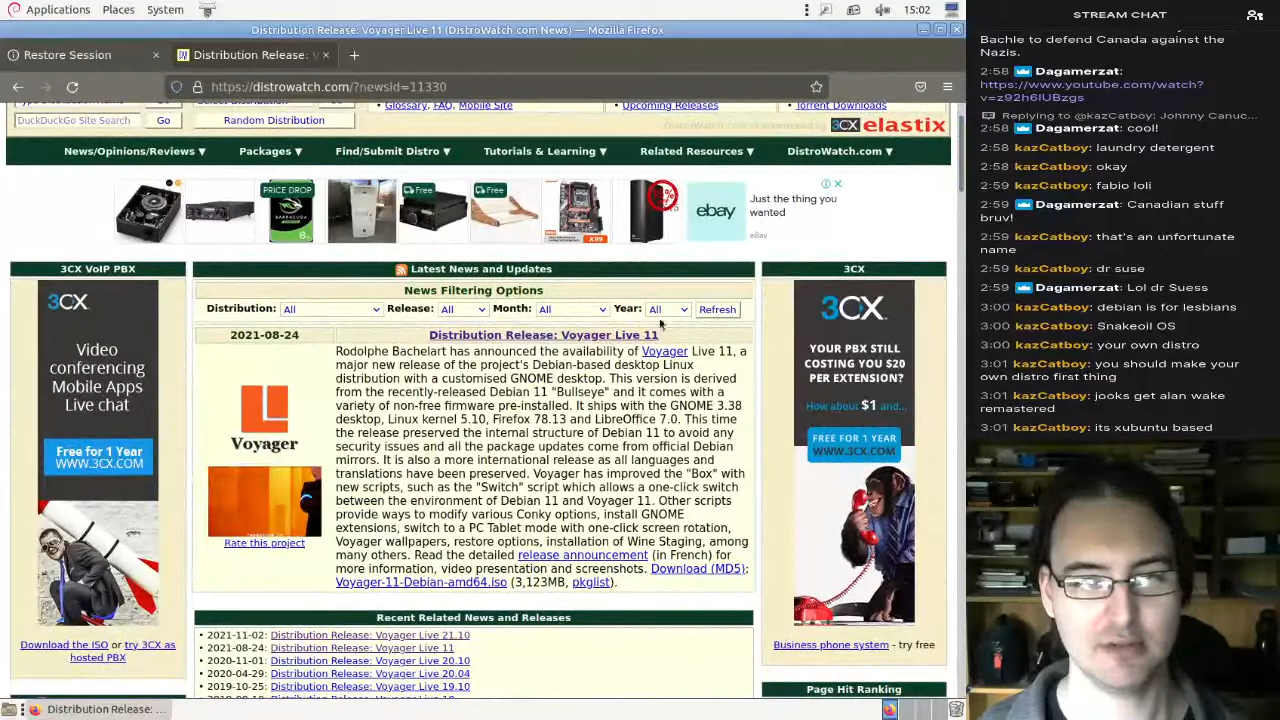 Applications Places System
15:02
Distribution Release: Voyager Live 11 (DistroWatch.com News) — Mozilla Firefox
Restore Session
Distribution Release: V
https://distrowatch.com/?newsid=11330
Glossary, FAQ, Mobile Site
Upcoming Releases
Torrent Downloads
DuckDuckGo Site Search
Go
Random Distribution
3CX elastix
News/Opinions/Reviews ▼
Packages ▼
Find/Submit Distro ▼
Tutorials & Learning ▼
Related Resources ▼
DistroWatch.com ▼
PRICE DROP
BARRACUDA
Free
Free
X99
ebay
Just the thing you
wanted
eBay
3CX VoIP PBX
3CX
Video
conferencing
Mobile Apps
Live chat
Free for 1 Year
WWW.3CX.COM
Download the ISO or try 3CX as
hosted PBX
Latest News and Updates
News Filtering Options
Distribution: All
Release: All
Month: All
Year: All
Refresh
2021-08-24
Distribution Release: Voyager Live 11
Voyager
Rate this project
Rodolphe Bachelart has announced the availability of Voyager Live 11, a
major new release of the project's Debian-based desktop Linux
distribution with a customised GNOME desktop. This version is derived
from the recently-released Debian 11 "Bullseye" and it comes with a
variety of non-free firmware pre-installed. It ships with the GNOME 3.38
desktop, Linux kernel 5.10, Firefox 78.13 and LibreOffice 7.0. This time
the release preserved the internal structure of Debian 11 to avoid any
security issues and all the package updates come from official Debian
mirrors. It is also a more international release as all languages and
translations have been preserved. Voyager has improved the "Box" with
new scripts, such as the "Switch" script which allows a one-click switch
between the environment of Debian 11 and Voyager 11. Other scripts
provide ways to modify various Conky options, install GNOME
extensions, switch to a PC Tablet mode with one-click screen rotation,
Voyager wallpapers, restore options, installation of Wine Staging, among
many others. Read the detailed release announcement (in French) for
more information, video presentation and screenshots. Download (MD5):
Voyager-11-Debian-amd64.iso (3,123MB, pkglist).
Recent Related News and Releases
• 2021-11-02: Distribution Release: Voyager Live 21.10
• 2021-08-24: Distribution Release: Voyager Live 11
• 2020-11-01: Distribution Release: Voyager Live 20.10
• 2020-04-29: Distribution Release: Voyager Live 20.04
• 2019-10-25: Distribution Release: Voyager Live 19.10
3CX
3CX
YOUR PBX STILL
COSTING YOU $20
PER EXTENSION?
How about $1 and...
FREE FOR 1 YEAR
WWW.3CX.COM
Business phone system - try free
Page Hit Ranking
Distribution Release: ...
STREAM CHAT
Bachle to defend Canada against the
Nazis.
2:58 Dagamerzat:
https://www.youtube.com/watch?
v=z92h6lUBzgs
Replying to @kazCatboy: Johnny Canuc...
2:58 Dagamerzat: cool!
2:58 kazCatboy: laundry detergent
2:58 kazCatboy: okay
2:59 kazCatboy: fabio loli
2:59 Dagamerzat: Canadian stuff
bruv!
2:59 kazCatboy: that's an unfortunate
name
2:59 kazCatboy: dr suse
2:59 Dagamerzat: Lol dr Suess
3:00 kazCatboy: debian is for lesbians
3:00 kazCatboy: Snakeoil OS
3:00 kazCatboy: your own distro
3:01 kazCatboy: you should make your
own distro first thing
3:01 kazCatboy: jooks get alan wake
remastered
3:01 kazCatboy: its xubuntu based